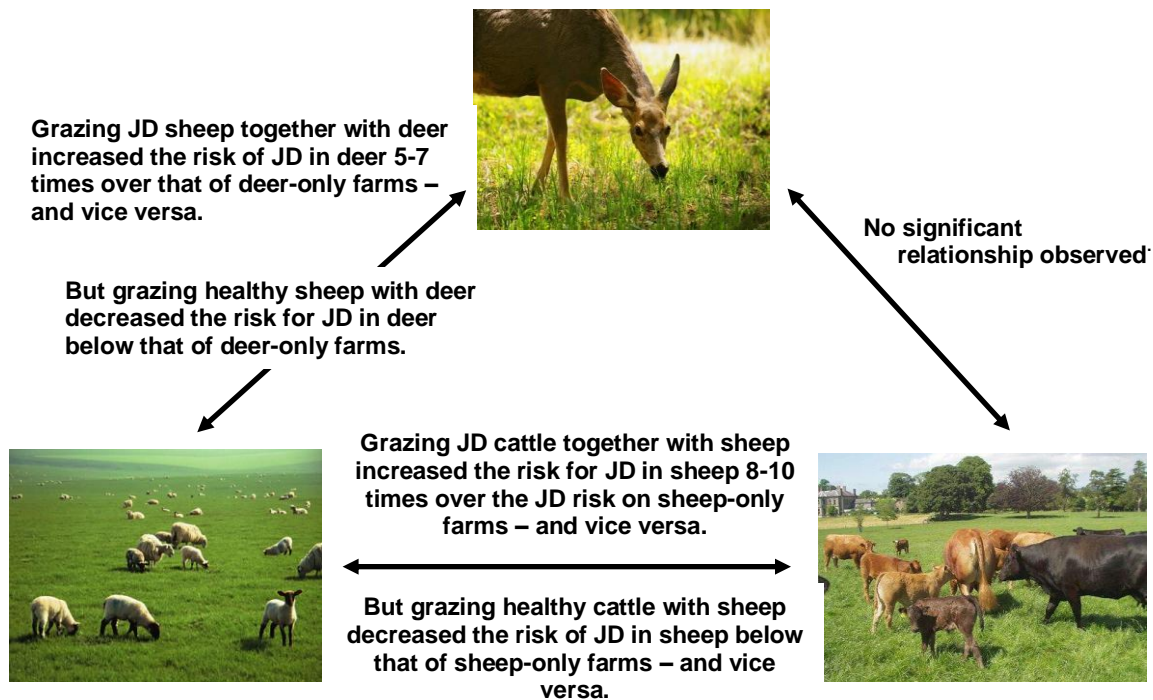 Grazing JD sheep together with deer
increased the risk of JD in deer 5-7
times over that of deer-only farms –
and vice versa.
But grazing healthy sheep with deer
decreased the risk for JD in deer
below that of deer-only farms.
No significant
relationship observed.
Grazing JD cattle together with sheep
increased the risk for JD in sheep 8-10
times over the JD risk on sheep-only
farms – and vice versa.
But grazing healthy cattle with sheep
decreased the risk of JD in sheep below
that of sheep-only farms – and vice
versa.